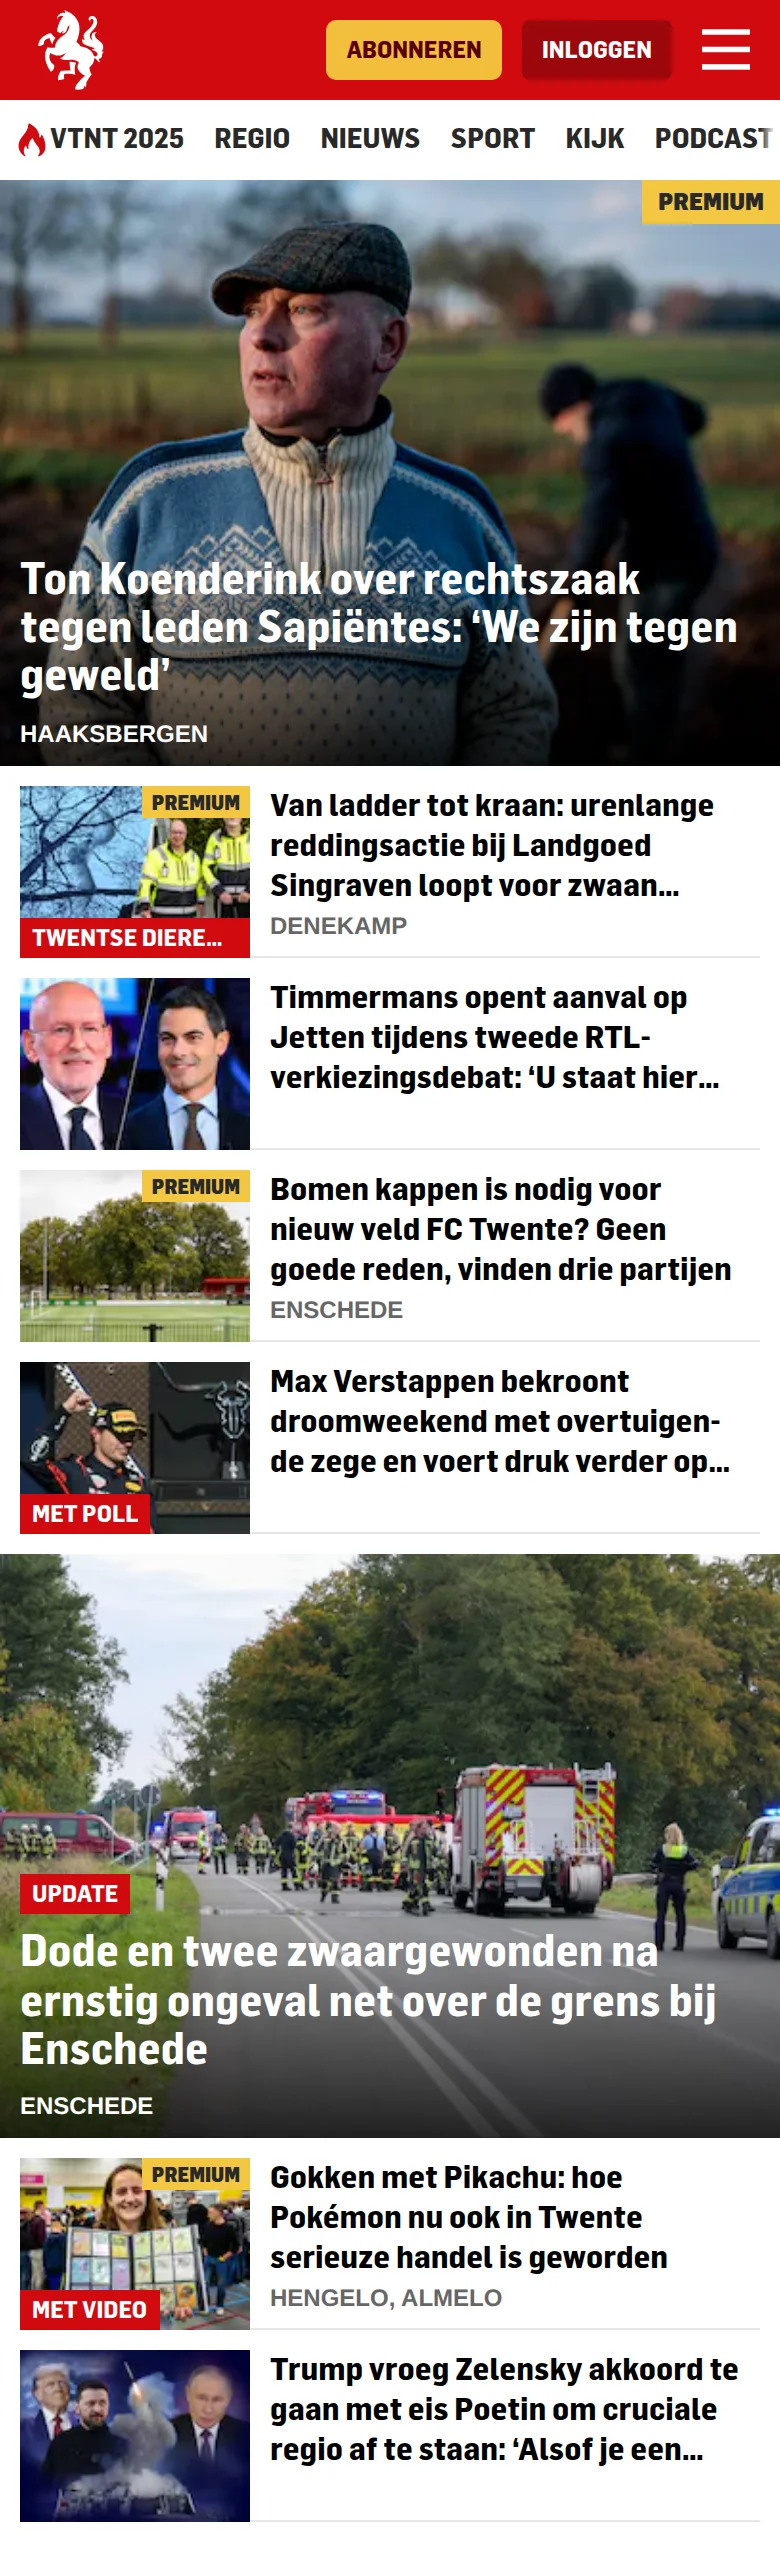 ABONNEREN
INLOGGEN
VTNT 2025 REGIO NIEUWS SPORT KIJK PODCAST
PREMIUM
Ton Koenderink over rechtszaak
tegen leden Sapiëntes: ‘We zijn tegen
geweld’
HAAKSBERGEN
PREMIUM
TWENTSE DIERE...
Van ladder tot kraan: urenlange
reddingsactie bij Landgoed
Singraven loopt voor zwaan...
DENEKAMP
Timmermans opent aanval op
Jetten tijdens tweede RTL-
verkiezingsdebat: ‘U staat hier...
PREMIUM
Bomen kappen is nodig voor
nieuw veld FC Twente? Geen
goede reden, vinden drie partijen
ENSCHEDE
MET POLL
Max Verstappen bekroont
droomweekend met overtuigen-
de zege en voert druk verder op...
UPDATE
Dode en twee zwaargewonden na
ernstig ongeval net over de grens bij
Enschede
ENSCHEDE
PREMIUM
MET VIDEO
Gokken met Pikachu: hoe
Pokémon nu ook in Twente
serieuze handel is geworden
HENGELO, ALMELO
Trump vroeg Zelensky akkoord te
gaan met eis Poetin om cruciale
regio af te staan: ‘Alsof je een...